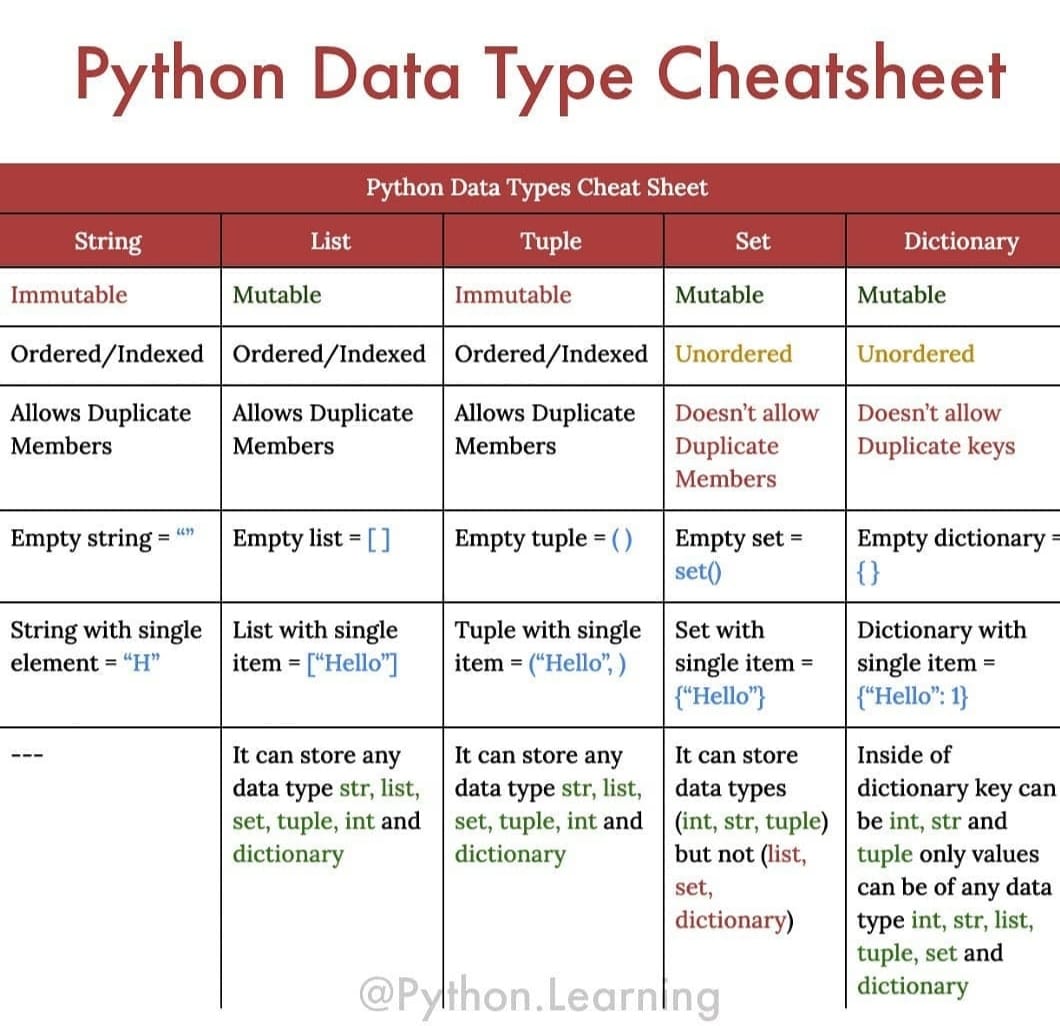 Python Data Type Cheatsheet
Python Data Types Cheat Sheet
String
List
Tuple
Set
Dictionary
Immutable
Mutable
Immutable
Mutable
Mutable
Ordered/Indexed
Ordered/Indexed
Ordered/Indexed
Unordered
Unordered
Allows Duplicate
Members
Allows Duplicate
Members
Allows Duplicate
Members
Doesn’t allow
Duplicate
Members
Doesn’t allow
Duplicate keys
Empty string = “”
Empty list = [ ]
Empty tuple = ( )
Empty set =
set()
Empty dictionary =
{ }
String with single
element = “H”
List with single
item = [“Hello”]
Tuple with single
item = (“Hello”, )
Set with
single item =
{“Hello”}
Dictionary with
single item =
{“Hello”: 1}
---
It can store any
data type str, list,
set, tuple, int and
dictionary
It can store any
data type str, list,
set, tuple, int and
dictionary
It can store
data types
(int, str, tuple)
but not (list,
set,
dictionary)
Inside of
dictionary key can
be int, str and
tuple only values
can be of any data
type int, str, list,
tuple, set and
dictionary
@Python.Learning